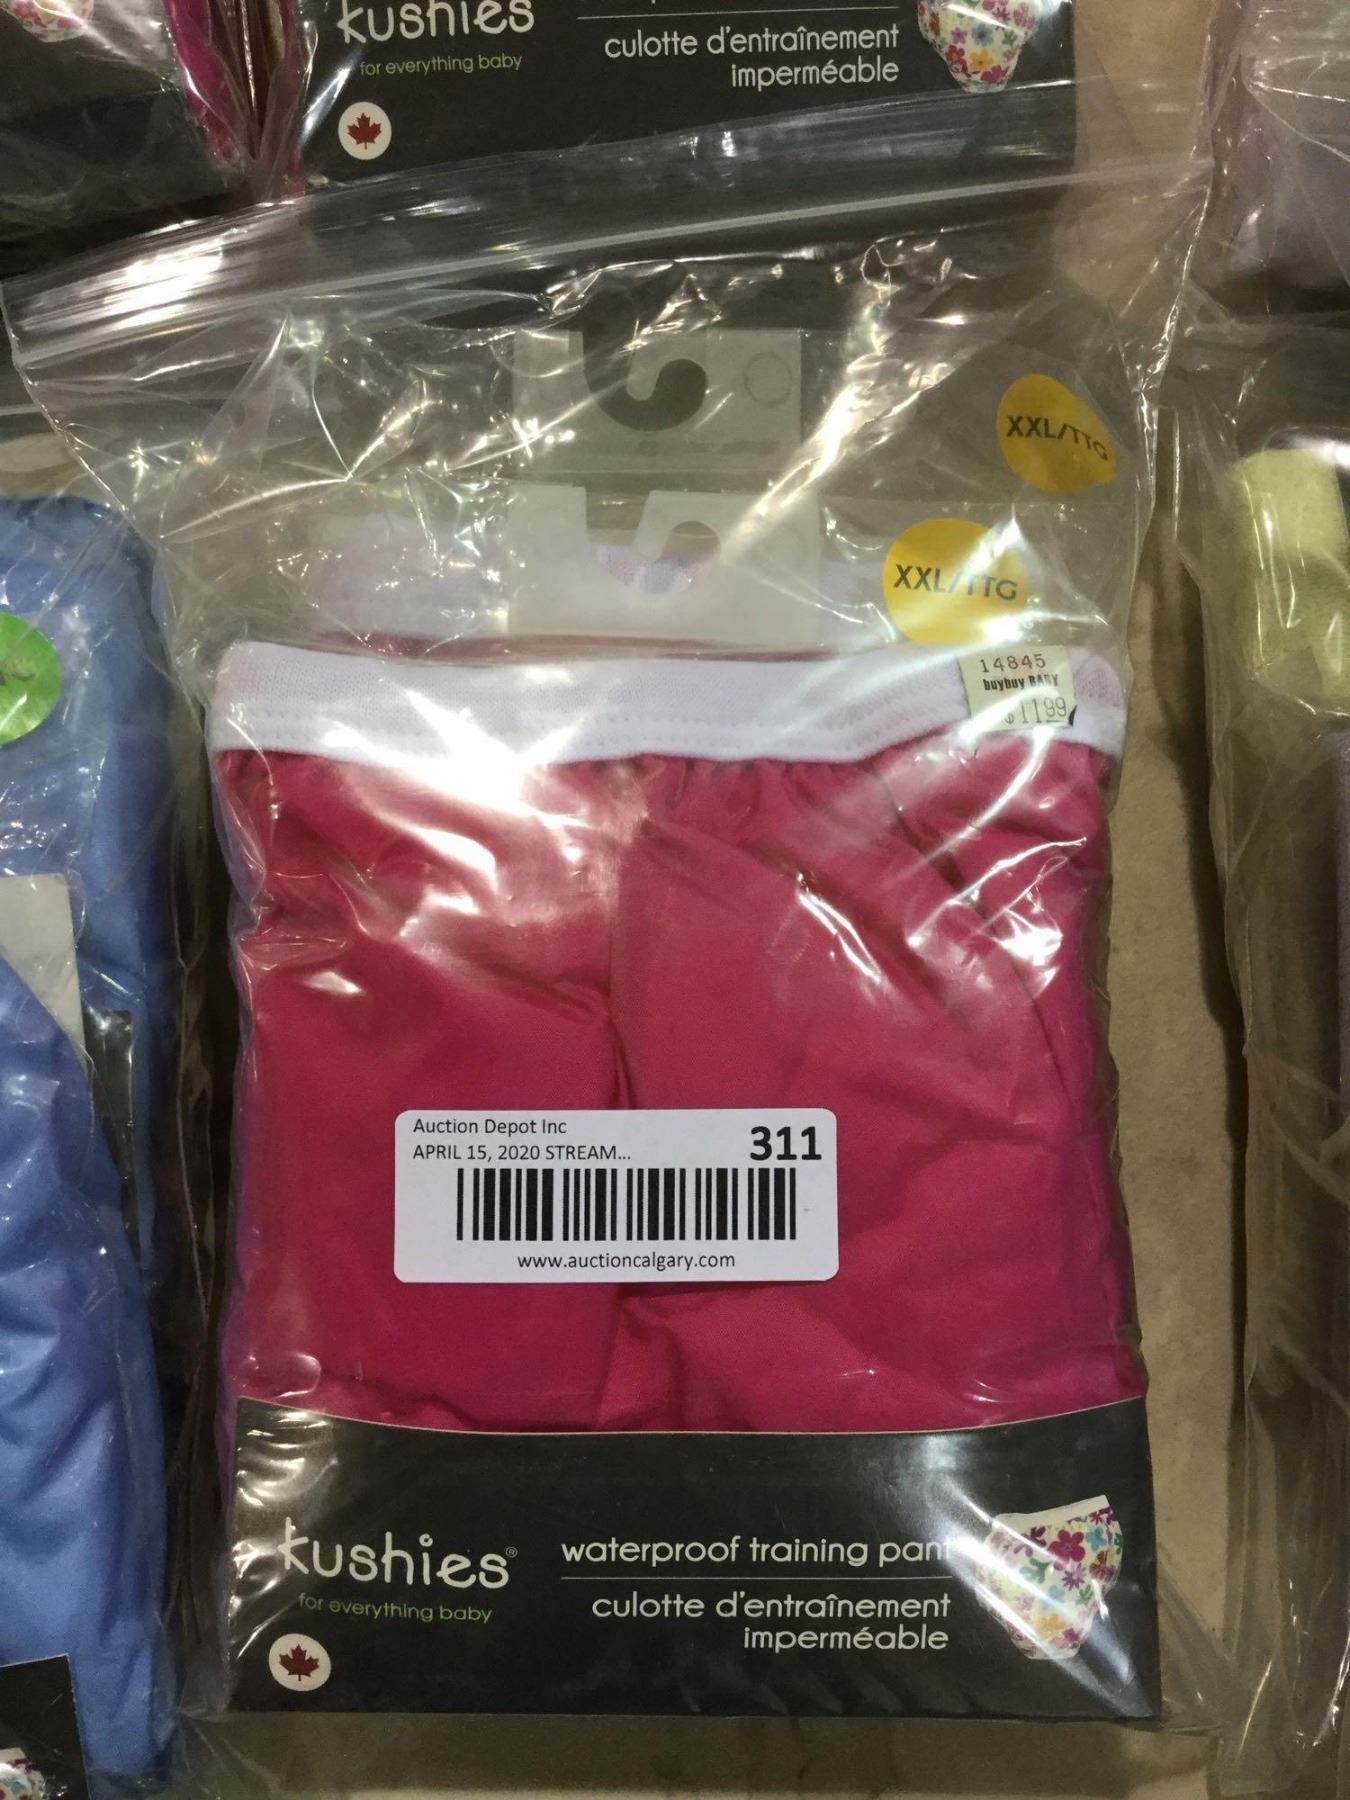 kushies
for everything baby
culotte d'entraînement
imperméable
XXL/TTG
XXL/TTG
14845
buybuy BABY
$11.99
Auction Depot Inc
APRIL 15, 2020 STREAM...
311
www.auctioncalgary.com
kushies®
for everything baby
waterproof training pant
culotte d'entraînement
imperméable